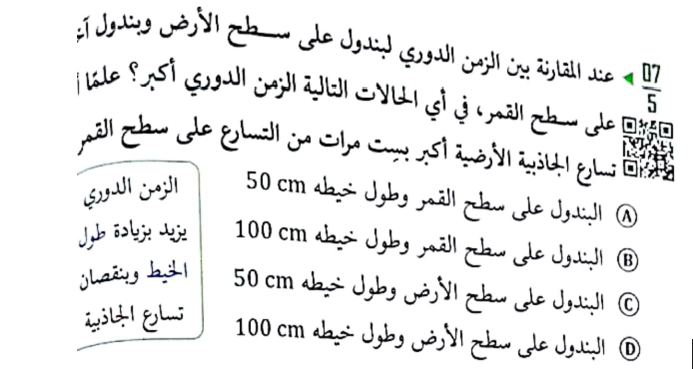 07
5
عند المقارنة بين الزمن الدوري لبندول على سطح الأرض وبندول
على سطح القمر، في أي الحالات التالية الزمن الدوري أكبر؟ علمًا
تسارع الجاذبية الأرضية أكبر بست مرات من التسارع على سطح القمر
A البندول على سطح القمر وطول خيطه 50 cm
B البندول على سطح القمر وطول خيطه 100 cm
C البندول على سطح الأرض وطول خيطه 50 cm
D البندول على سطح الأرض وطول خيطه 100 cm
الزمن الدوري
يزيد بزيادة طول
الخيط وبنقصان
تسارع الجاذبية